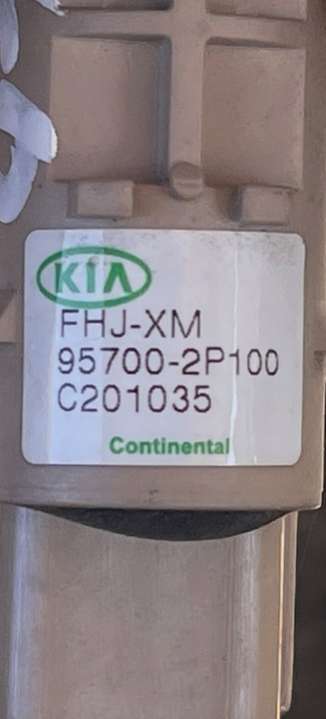 KIA
FHJ-XM
95700-2P100
C201035
Continental